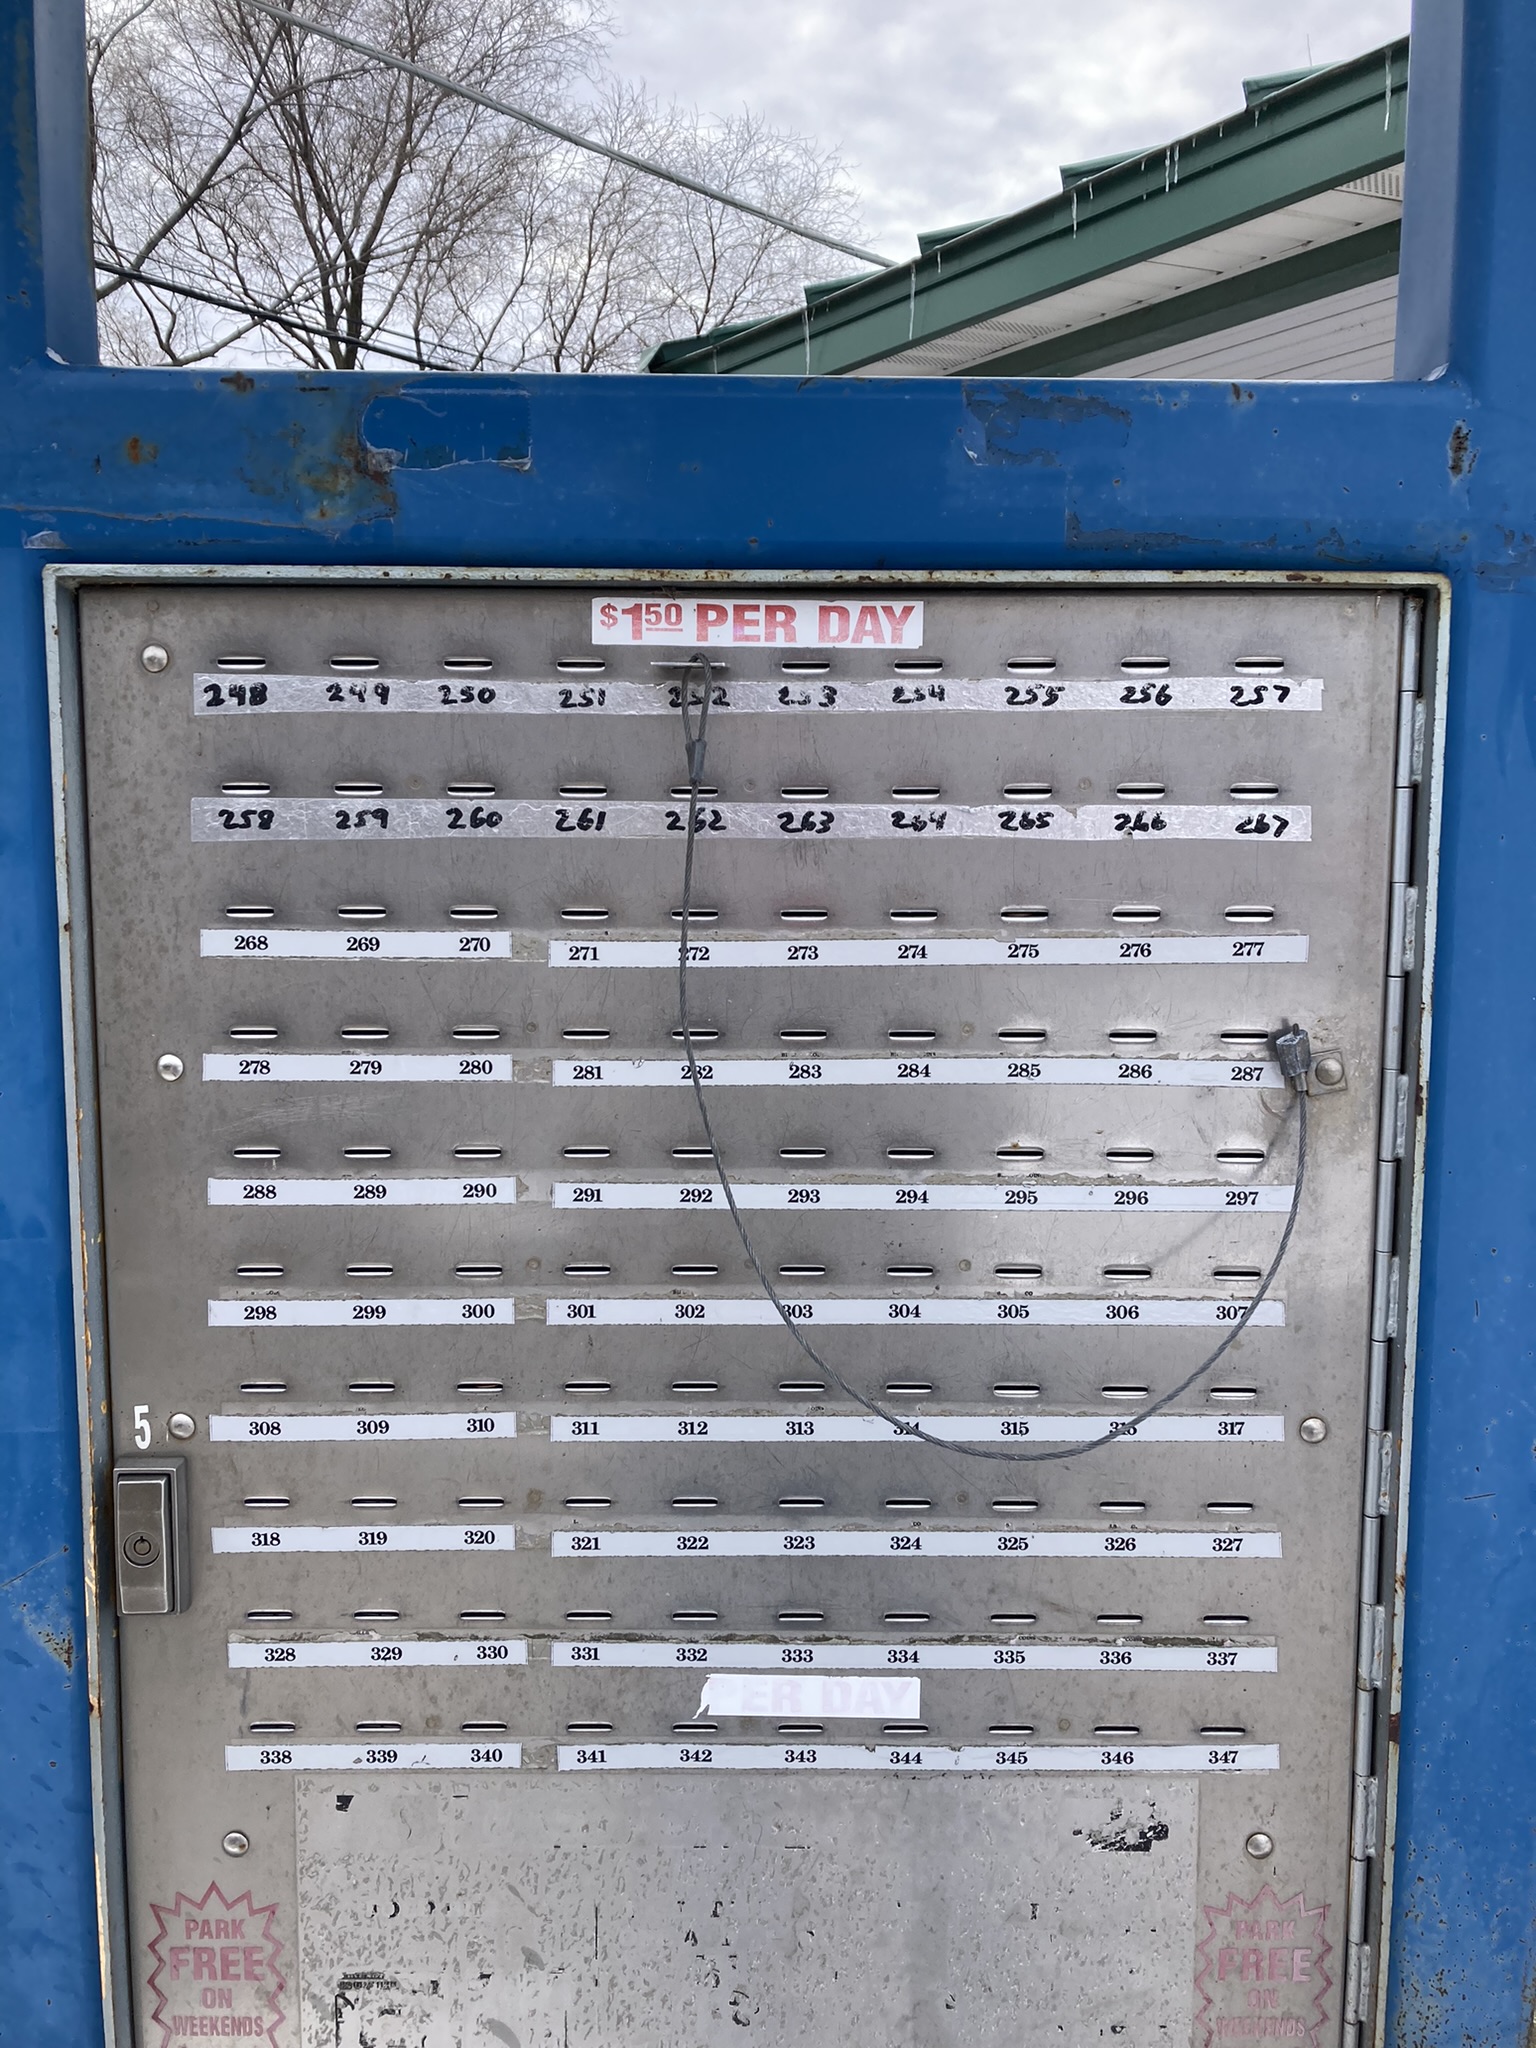 $1.50 PER DAY
248 249 250 251 252 253 254 255 256 257
258 259 260 261 262 263 264 265 266 267
268 269 270 271 272 273 274 275 276 277
278 279 280 281 282 283 284 285 286 287
288 289 290 291 292 293 294 295 296 297
298 299 300 301 302 303 304 305 306 307
308 309 310 311 312 313 314 315 316 317
5
318 319 320 321 322 323 324 325 326 327
328 329 330 331 332 333 334 335 336 337
PER DAY
338 339 340 341 342 343 344 345 346 347
PARK
FREE
ON
WEEKENDS
PARK
FREE
ON
WEEKENDS